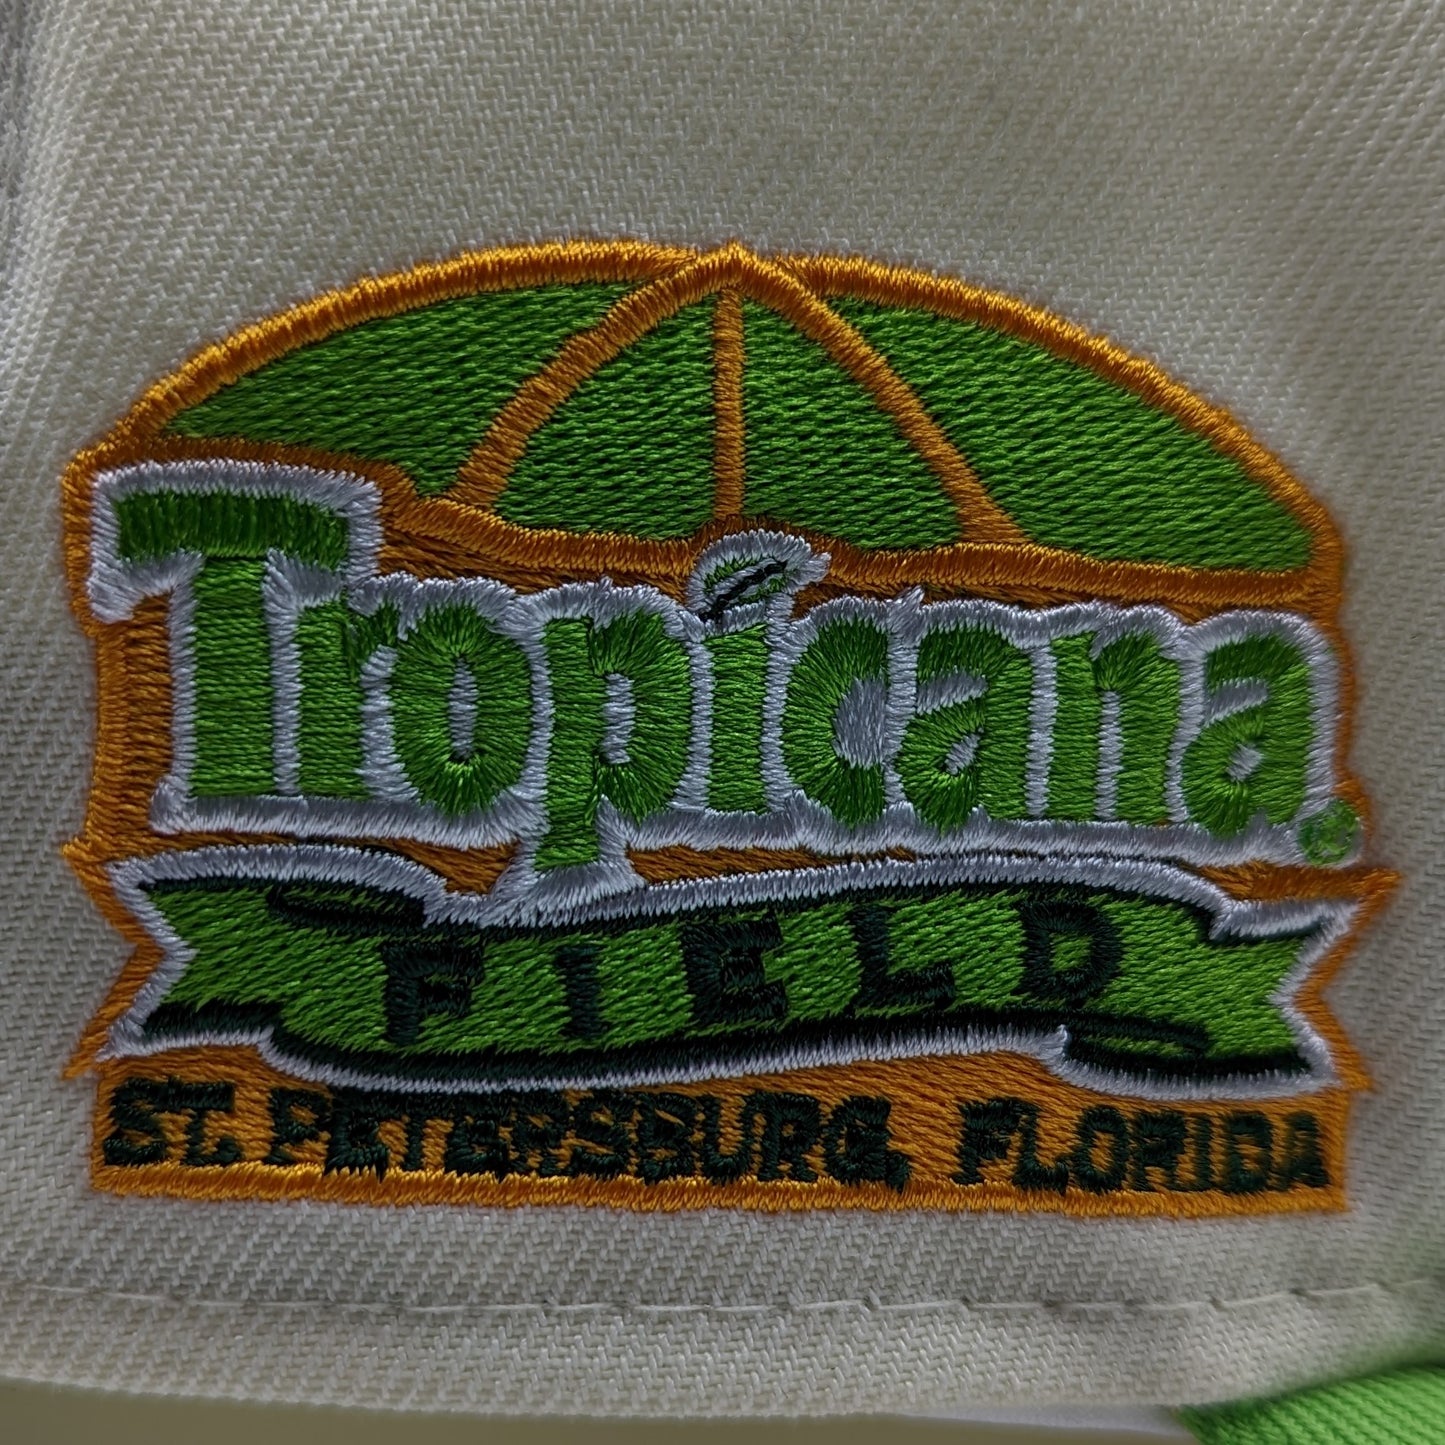 Tropicana
FIELD
ST. PETERSBURG, FLORIDA